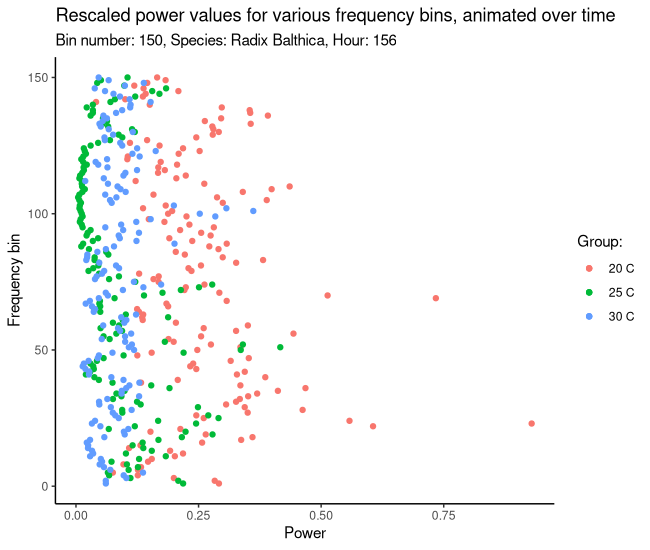 Rescaled power values for various frequency bins, animated over time
Bin number: 150, Species: Radix Balthica, Hour: 156
150
100
50
0
Frequency bin
0.00 0.25 0.50 0.75
Power
Group:
20 C
25 C
30 C